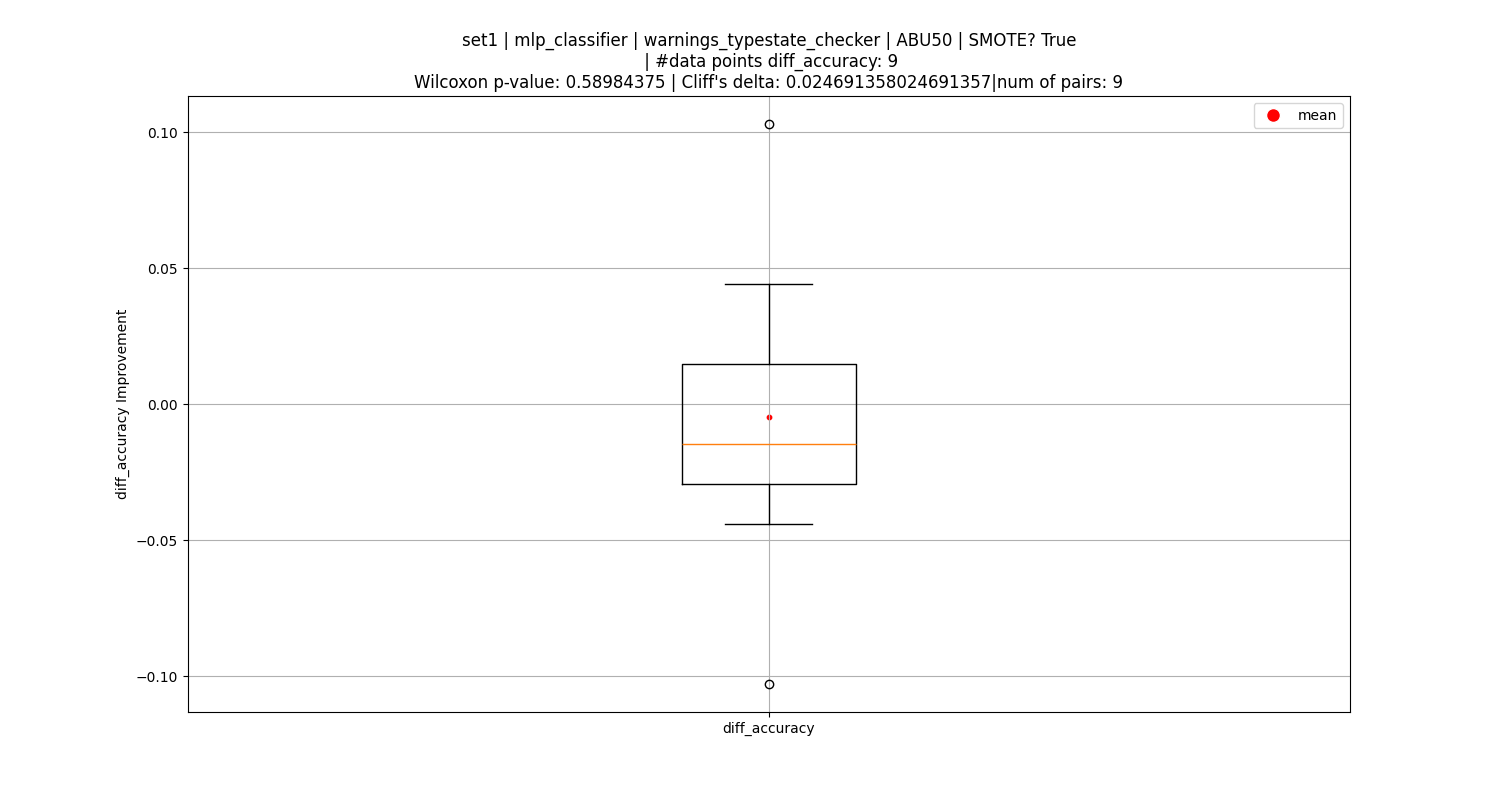 set1 | mlp_classifier | warnings_typestate_checker | ABU50 | SMOTE? True
| #data points diff_accuracy: 9
Wilcoxon p-value: 0.58984375 | Cliff's delta: 0.024691358024691357|num of pairs: 9
mean
0.10
0.05
0.00
−0.05
−0.10
diff_accuracy Improvement
diff_accuracy